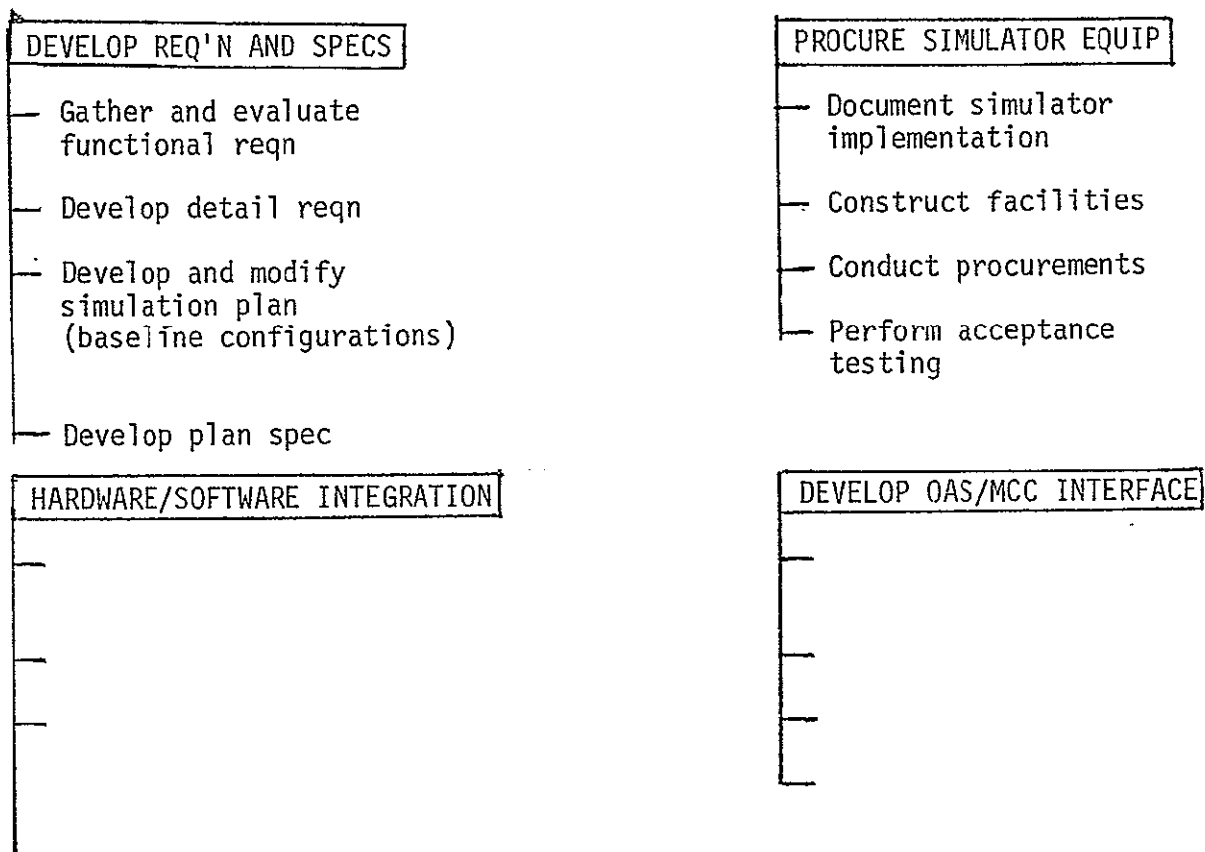 DEVELOP REQ'N AND SPECS
Gather and evaluate
functional reqn
Develop detail reqn
Develop and modify
simulation plan
(baseline configurations)
Develop plan spec
PROCURE SIMULATOR EQUIP
Document simulator
implementation
Construct facilities
Conduct procurements
Perform acceptance
testing
HARDWARE/SOFTWARE INTEGRATION
DEVELOP OAS/MCC INTERFACE